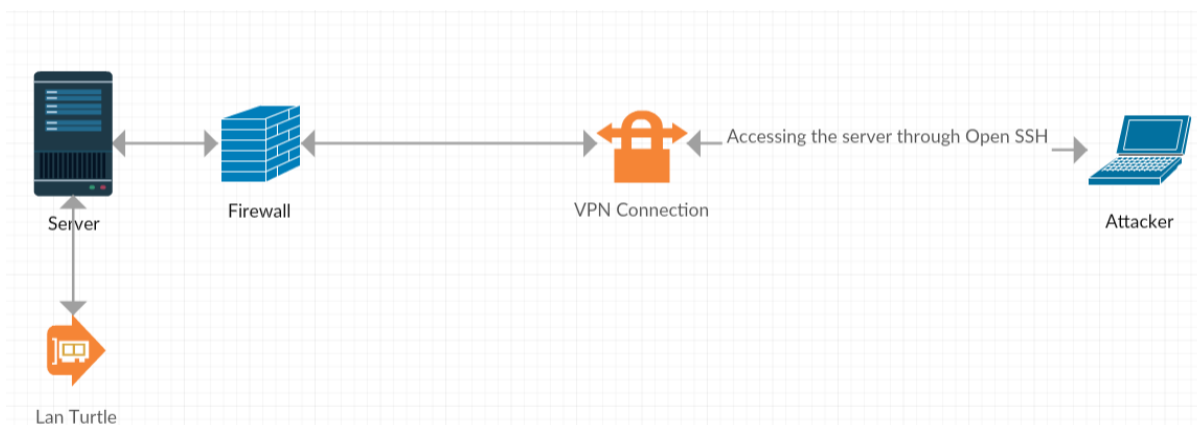 Accessing the server through Open SSH
Server
Firewall
VPN Connection
Attacker
Lan Turtle